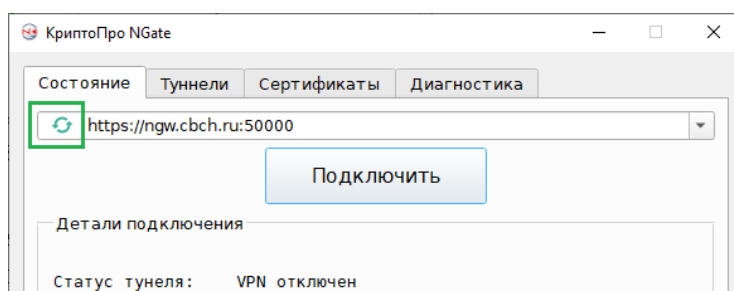 КриптоПро NGate
Состояние Туннели Сертификаты Диагностика
https://ngw.cbch.ru:50000
Подключить
Детали подключения
Статус тунеля: VPN отключен